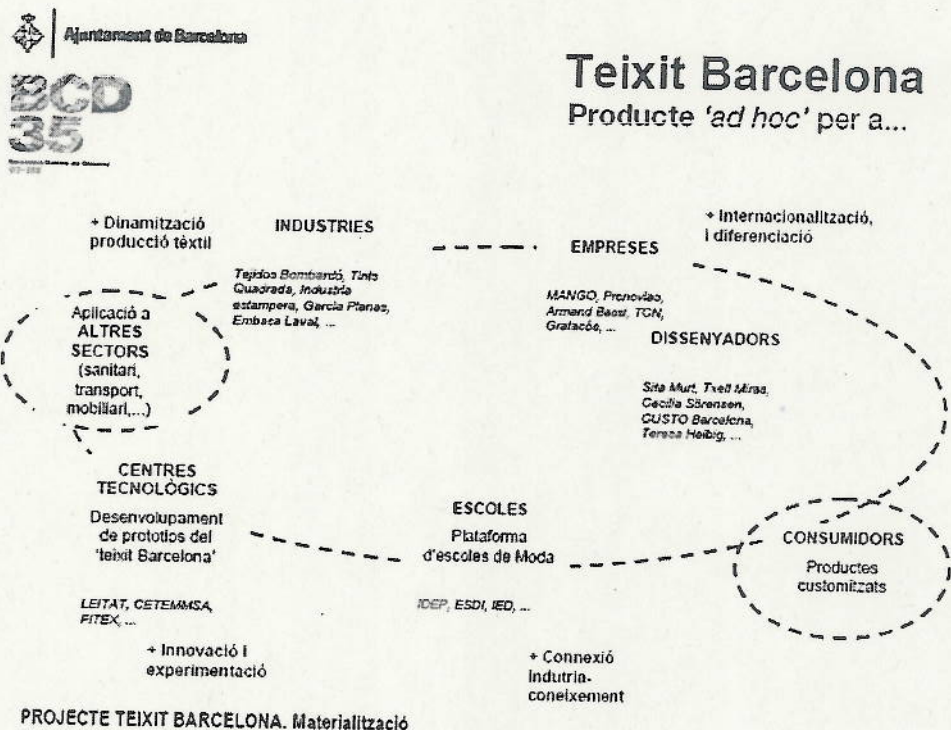 Ajuntament de Barcelona
BCD
35
Teixit Barcelona
Producte 'ad hoc' per a...
+ Dinamització
producció tèxtil
INDUSTRIES
Tejidos Bombardó, Tints
Quadrada, Industria
estampera, Garcia Planas,
Embasa Laval, ...
EMPRESES
MANGO, Pronovias,
Armand Basi, TCN,
Gratacós, ...
+ Internacionalització,
i diferenciació
DISSENYADORS
Sita Murt, Txell Miras,
Cecilia Sörensen,
GUSTO Barcelona,
Teresa Helbig, ...
Aplicació a
ALTRES
SECTORS
(sanitari,
transport,
mobiliari,...)
CENTRES
TECNOLÒGICS
Desenvolupament
de prototips del
'teixit Barcelona'
LEITAT, CETEMMSA,
FITEX, ...
ESCOLES
Plataforma
d'escoles de Moda
IDEP, ESDI, IED, ...
CONSUMIDORS
Productes
customitzats
+ Innovació i
experimentació
+ Connexió
indutria-
coneixement
PROJECTE TEIXIT BARCELONA. Materialització